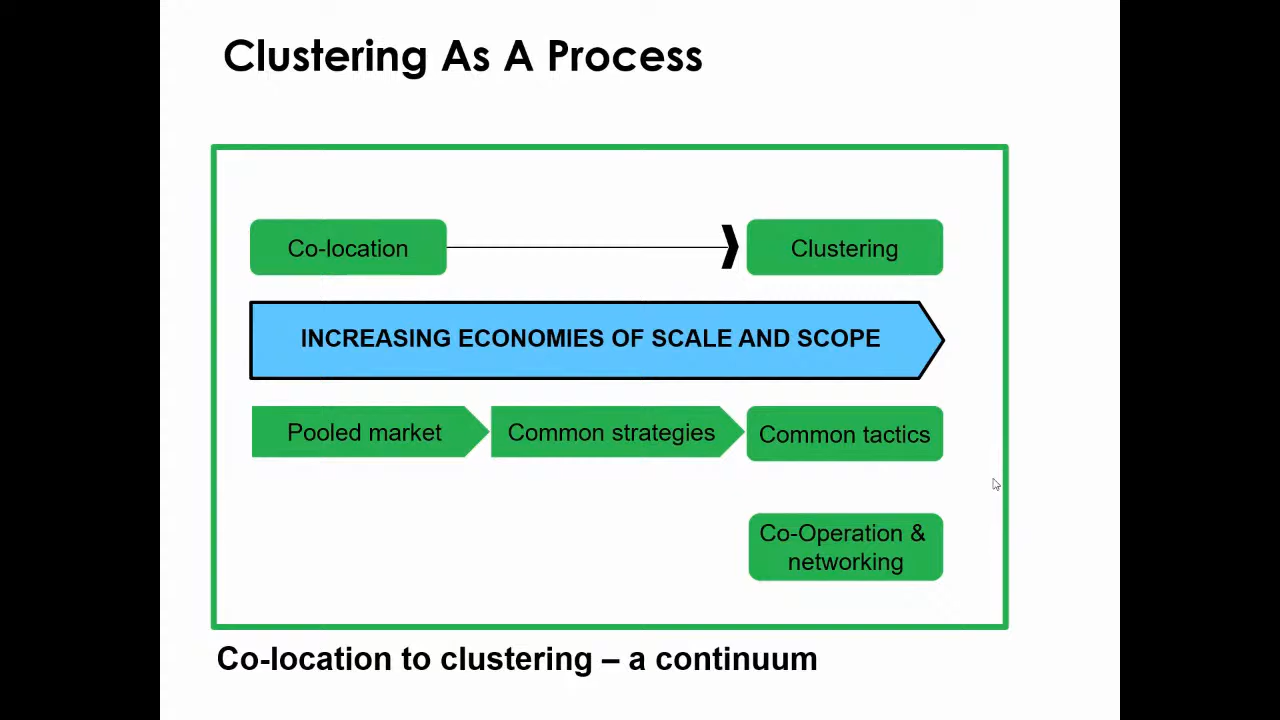 Clustering As A Process
Co-location
Clustering
INCREASING ECONOMIES OF SCALE AND SCOPE
Pooled market
Common strategies
Common tactics
Co-Operation &
networking
Co-location to clustering – a continuum